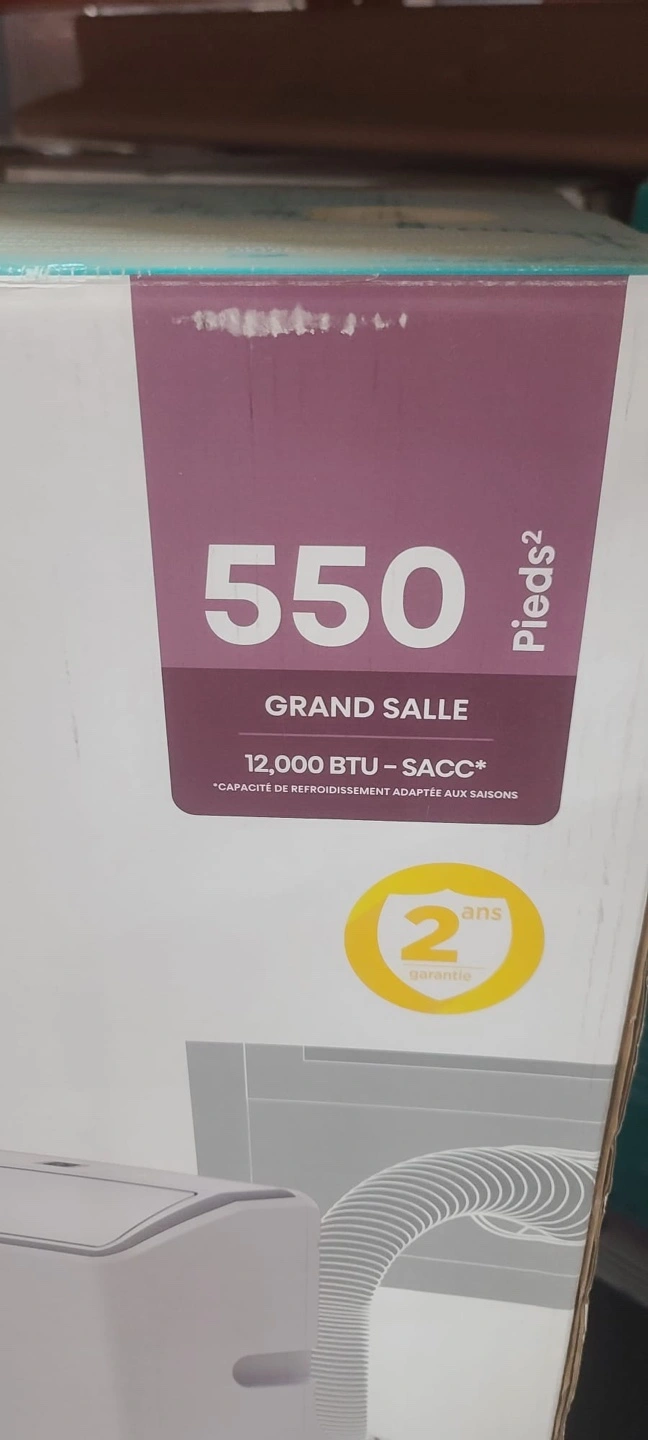 550 Pieds²
GRAND SALLE
12,000 BTU – SACC*
*CAPACITÉ DE REFROIDISSEMENT ADAPTÉE AUX SAISONS
2 ans
garantie